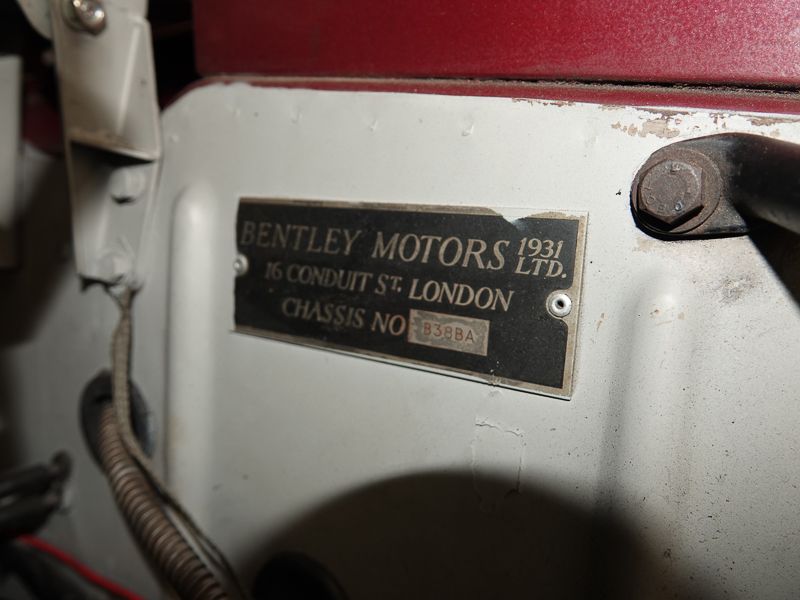 BENTLEY MOTORS 1931 LTD.
16 CONDUIT ST. LONDON
CHASSIS NO B38BA